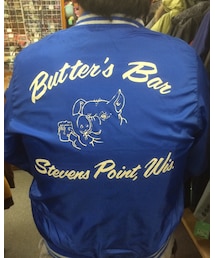 Butter's Bar
Stevens Point, Wis.